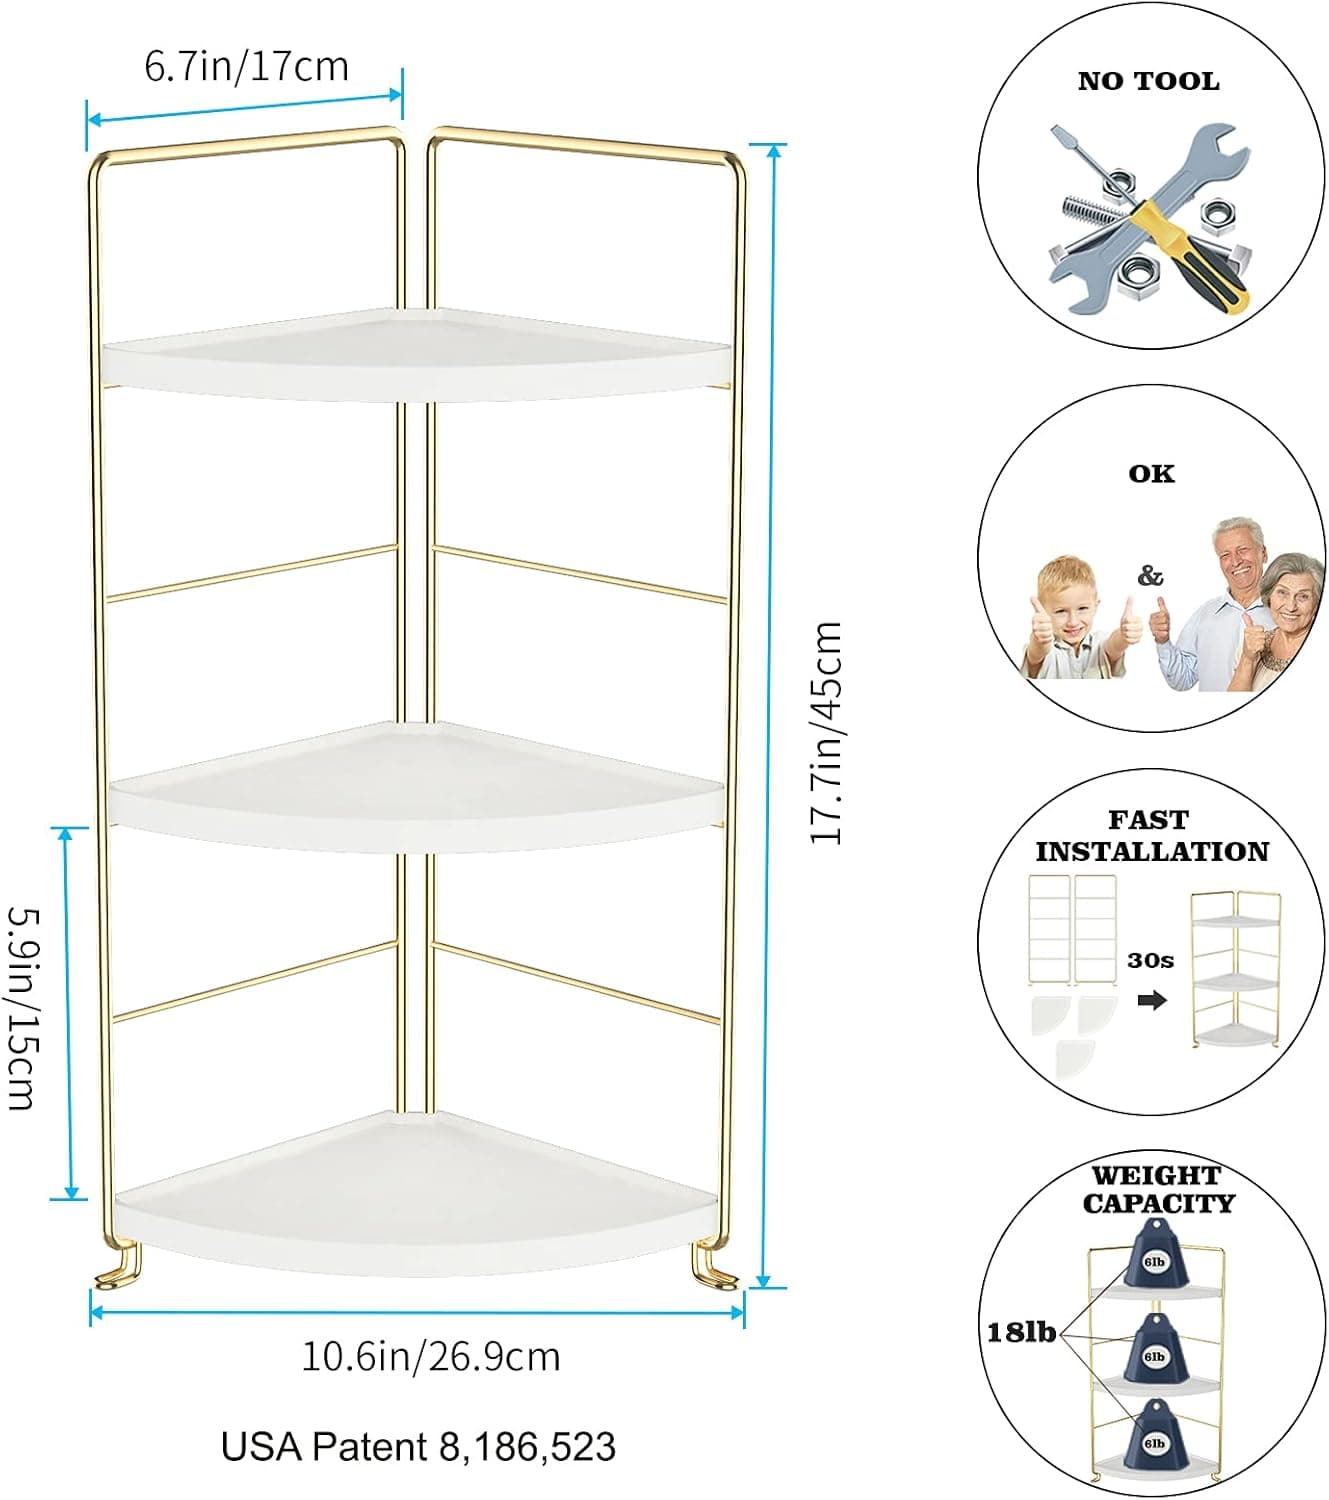 6.7in/17cm
17.7in/45cm
5.9in/15cm
10.6in/26.9cm
USA Patent 8,186,523
NO TOOL
OK
&
FAST
INSTALLATION
30s
WEIGHT
CAPACITY
6lb
18lb
6lb
6lb